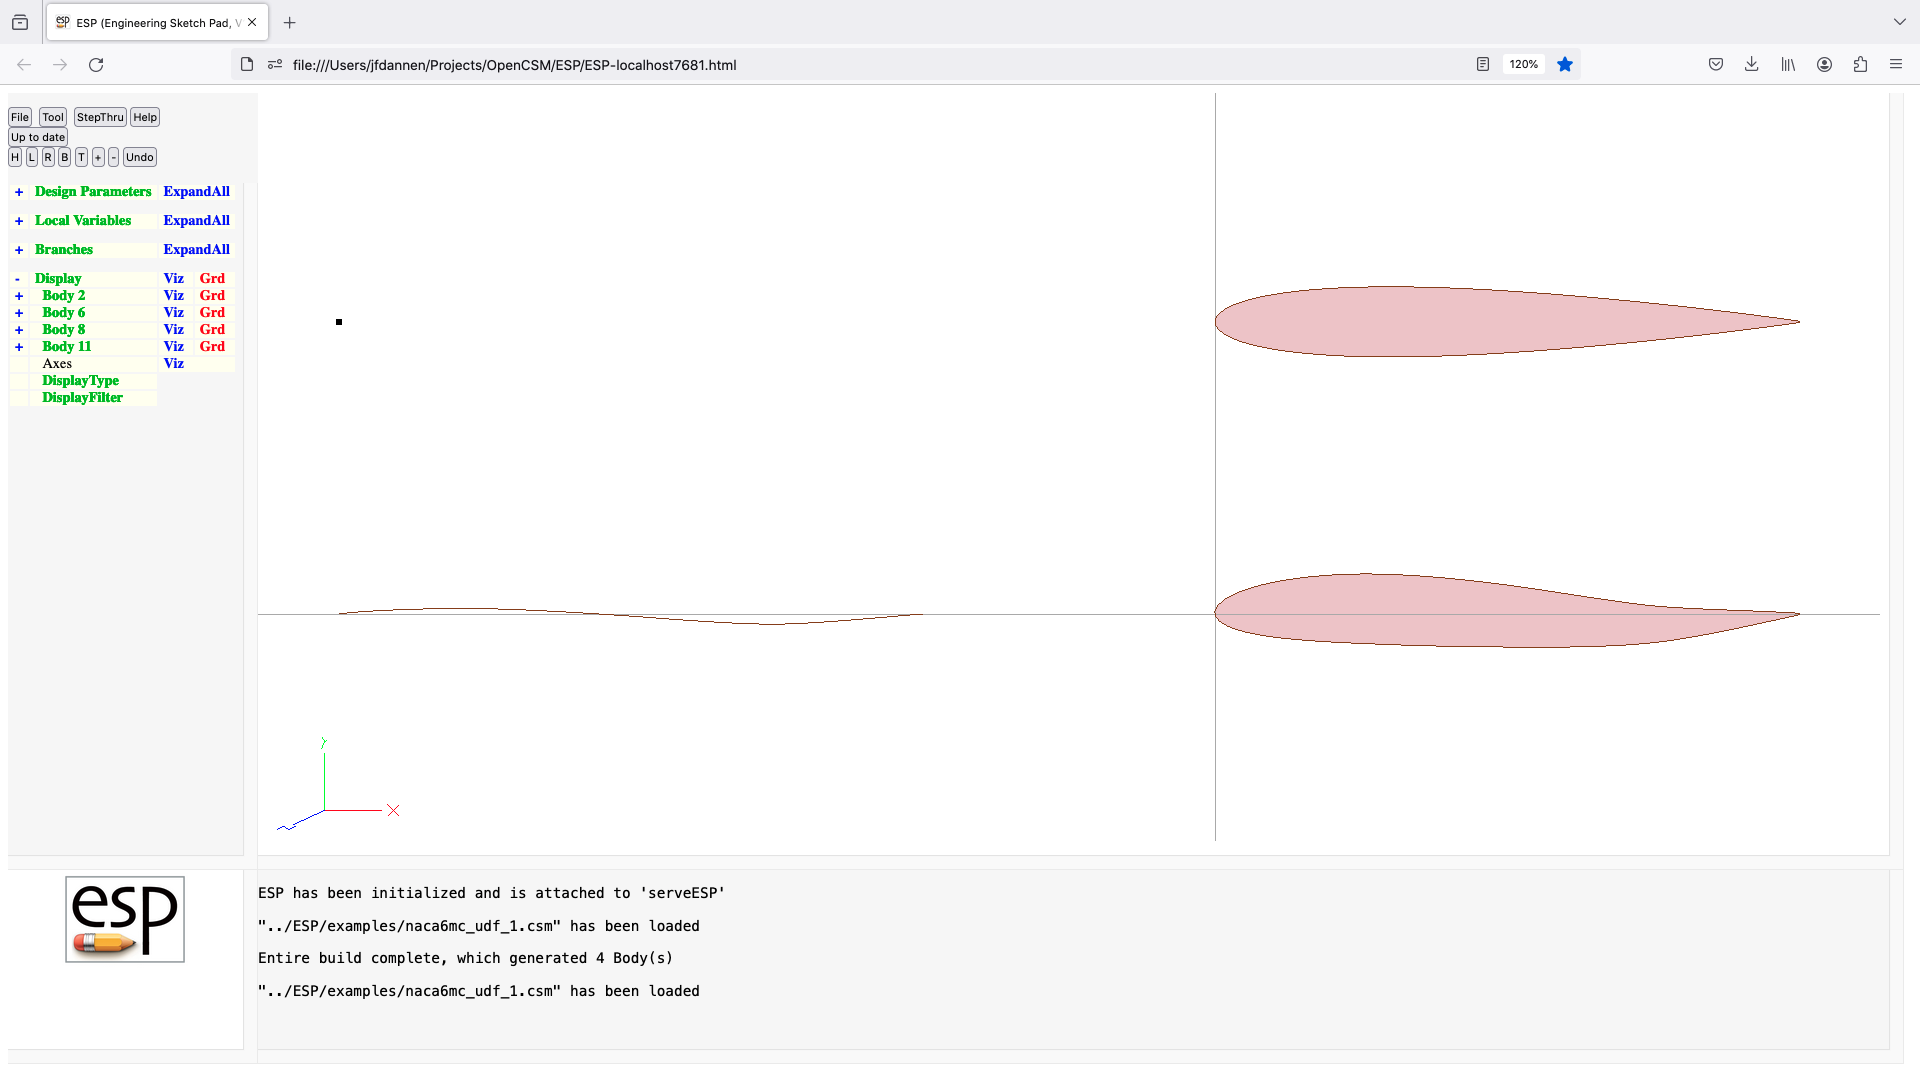 ESP (Engineering Sketch Pad, V
file:///Users/jfdannen/Projects/OpenCSM/ESP/ESP-localhost7681.html
120%
File Tool StepThru Help
Up to date
H L R B T + - Undo
+ Design Parameters ExpandAll
+ Local Variables ExpandAll
+ Branches ExpandAll
- Display Viz Grd
+ Body 2 Viz Grd
+ Body 6 Viz Grd
+ Body 8 Viz Grd
+ Body 11 Viz Grd
Axes Viz
DisplayType
DisplayFilter
Y
X
Z
esp
ESP has been initialized and is attached to 'serveESP'
"../ESP/examples/naca6mc_udf_1.csm" has been loaded
Entire build complete, which generated 4 Body(s)
"../ESP/examples/naca6mc_udf_1.csm" has been loaded